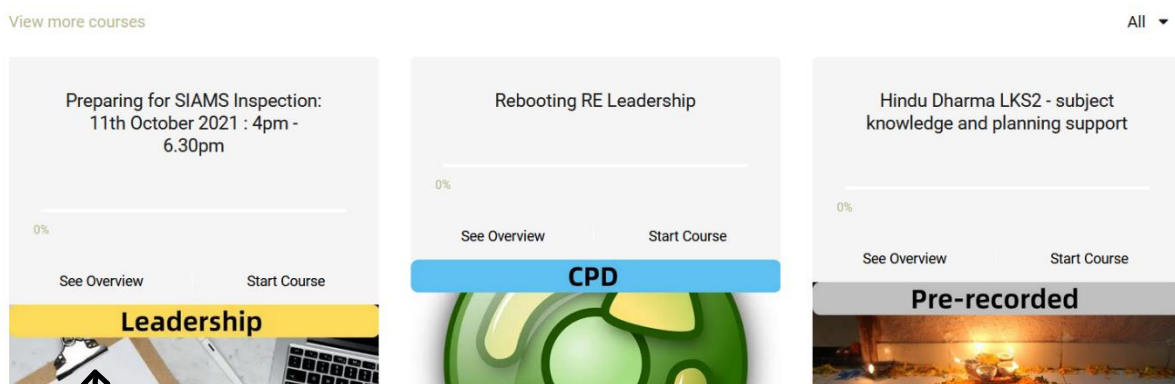 View more courses
All
Preparing for SIAMS Inspection:
11th October 2021 : 4pm -
6.30pm
0%
See Overview
Start Course
Leadership
Rebooting RE Leadership
0%
See Overview
Start Course
CPD
Hindu Dharma LKS2 - subject
knowledge and planning support
0%
See Overview
Start Course
Pre-recorded